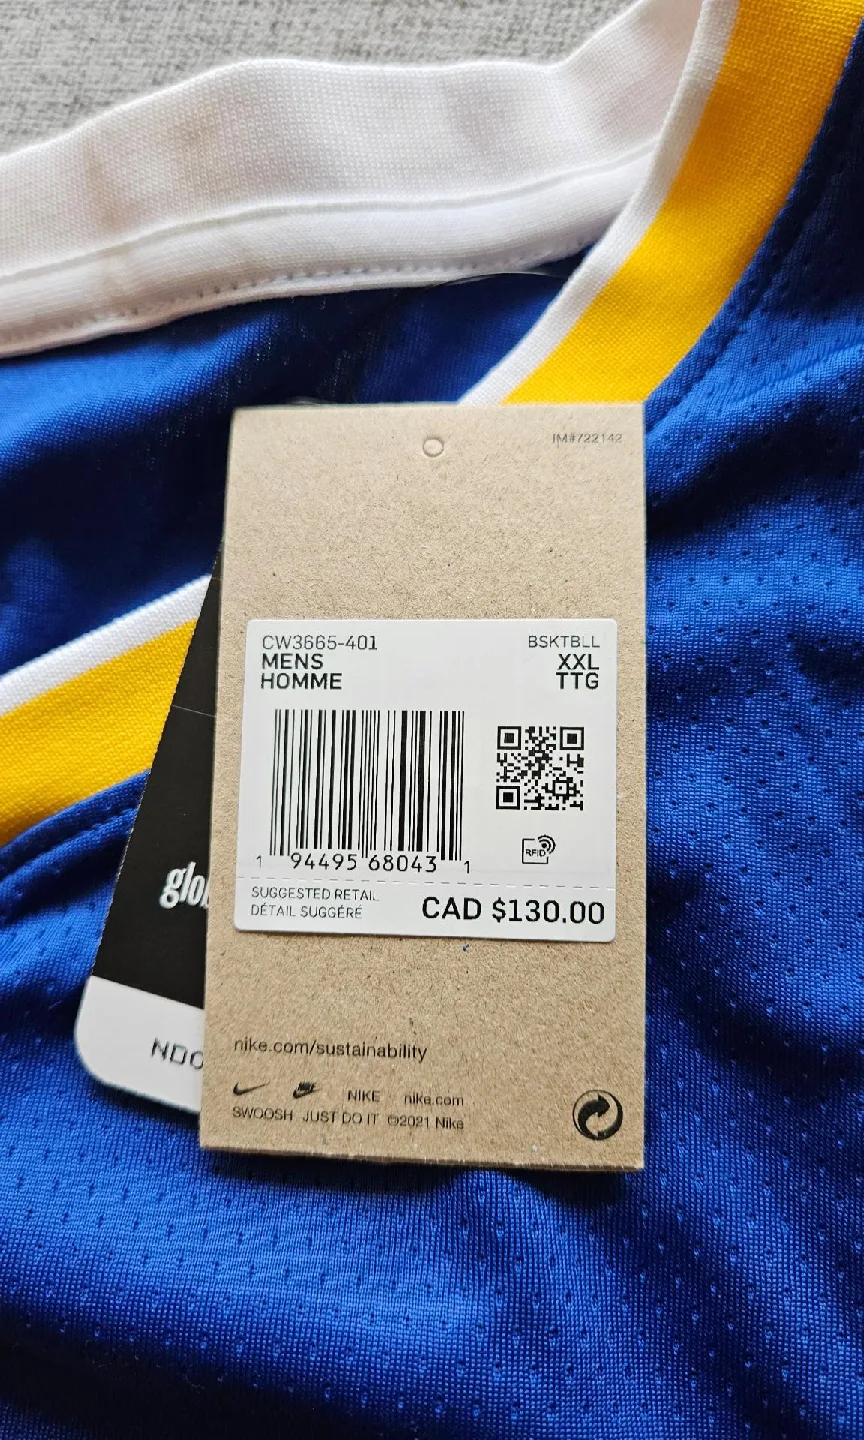 IM#722142
CW3665-401 BSKTBLL
MENS XXL
HOMME TTG
RFID
1 94495 68043 1
SUGGESTED RETAIL
DÉTAIL SUGGÉRÉ CAD $130.00
nike.com/sustainability
NIKE nike.com
SWOOSH JUST DO IT ©2021 Nike